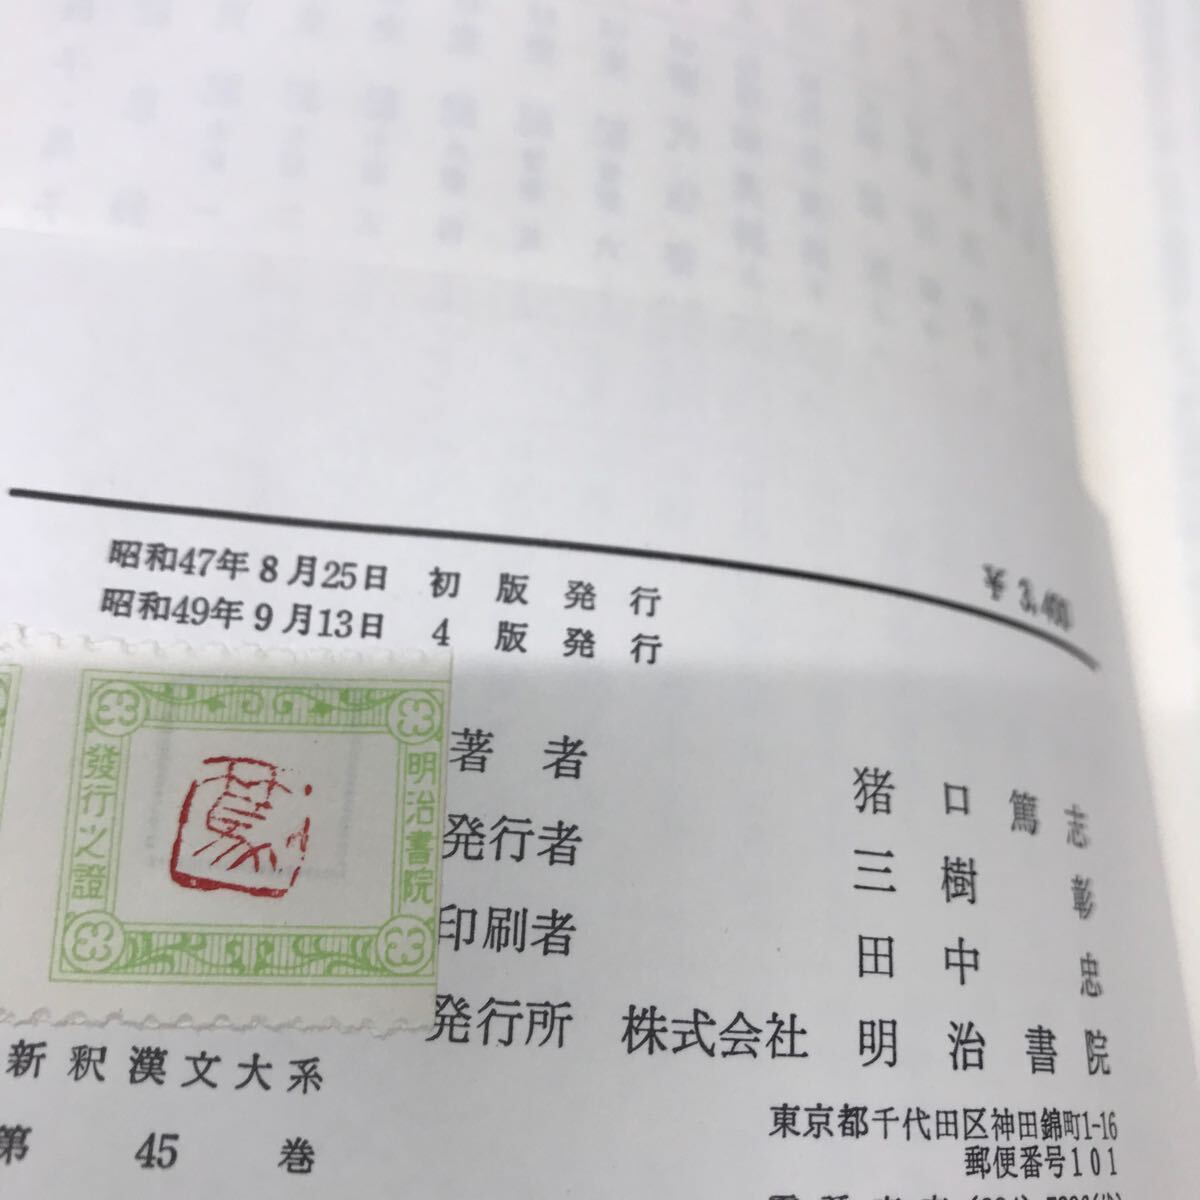 ¥ 3,400
昭和47年8月25日 初版発行
昭和49年9月13日 4版発行
明治書院
發行之證
著者 猪口篤志
発行者 三樹彰
印刷者 田中忠
発行所 株式会社 明治書院
新釈漢文大系
第45巻
東京都千代田区神田錦町1-16
郵便番号101